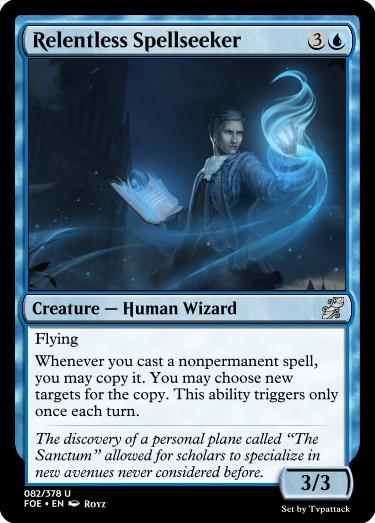 Relentless Spellseeker 3
Creature — Human Wizard
Flying
Whenever you cast a nonpermanent spell,
you may copy it. You may choose new
targets for the copy. This ability triggers only
once each turn.
The discovery of a personal plane called “The
Sanctum” allowed for scholars to specialize in
new avenues never considered before.
3/3
082/378 U
FOE • EN Royz
Set by Tvpattack